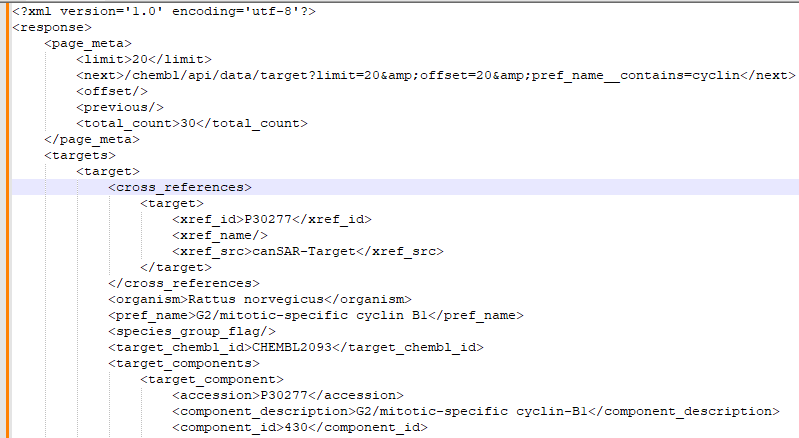 <?xml version='1.0' encoding='utf-8'?>
<response>
<page_meta>
<limit>20</limit>
<next>/chembl/api/data/target?limit=20&amp;offset=20&amp;pref_name__contains=cyclin</next>
<offset/>
<previous/>
<total_count>30</total_count>
</page_meta>
<targets>
<target>
<cross_references>
<target>
<xref_id>P30277</xref_id>
<xref_name/>
<xref_src>canSAR-Target</xref_src>
</target>
</cross_references>
<organism>Rattus norvegicus</organism>
<pref_name>G2/mitotic-specific cyclin B1</pref_name>
<species_group_flag/>
<target_chembl_id>CHEMBL2093</target_chembl_id>
<target_components>
<target_component>
<accession>P30277</accession>
<component_description>G2/mitotic-specific cyclin-B1</component_description>
<component_id>430</component_id>